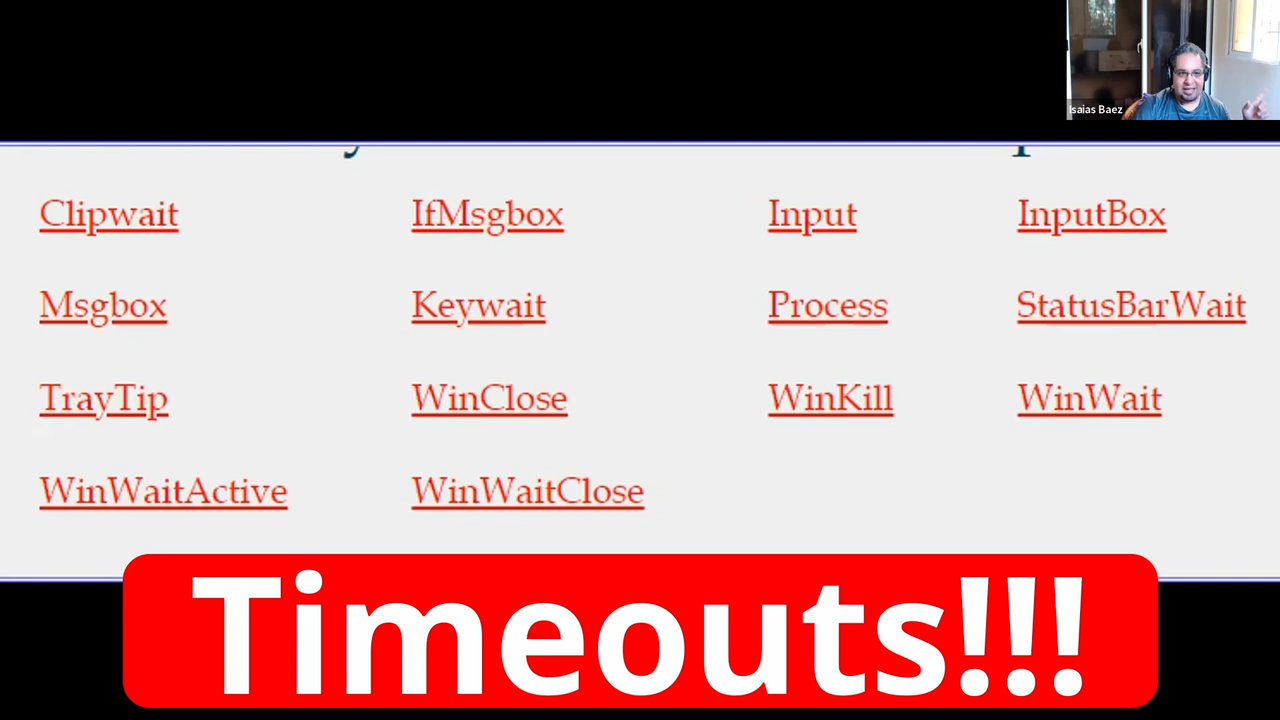 Isaias Baez
Clipwait IfMsgbox Input InputBox
Msgbox Keywait Process StatusBarWait
TrayTip WinClose WinKill WinWait
WinWaitActive WinWaitClose
Timeouts!!!